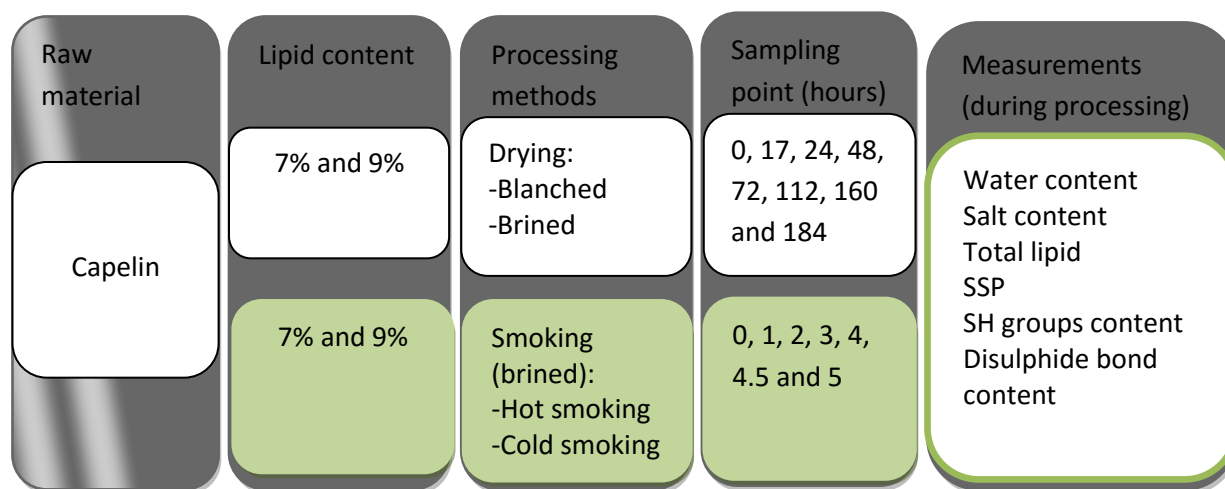 Raw
material
Capelin
Lipid content
7% and 9%
7% and 9%
Processing
methods
Drying:
-Blanched
-Brined
Smoking
(brined):
-Hot smoking
-Cold smoking
Sampling
point (hours)
0, 17, 24, 48,
72, 112, 160
and 184
0, 1, 2, 3, 4,
4.5 and 5
Measurements
(during processing)
Water content
Salt content
Total lipid
SSP
SH groups content
Disulphide bond
content